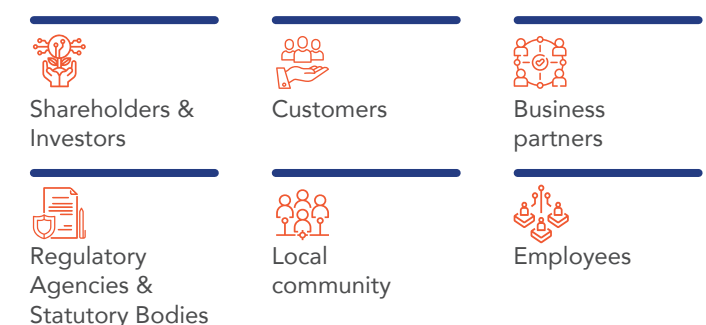 Shareholders &
Investors
Customers
Business
partners
Regulatory
Agencies &
Statutory Bodies
Local
community
Employees